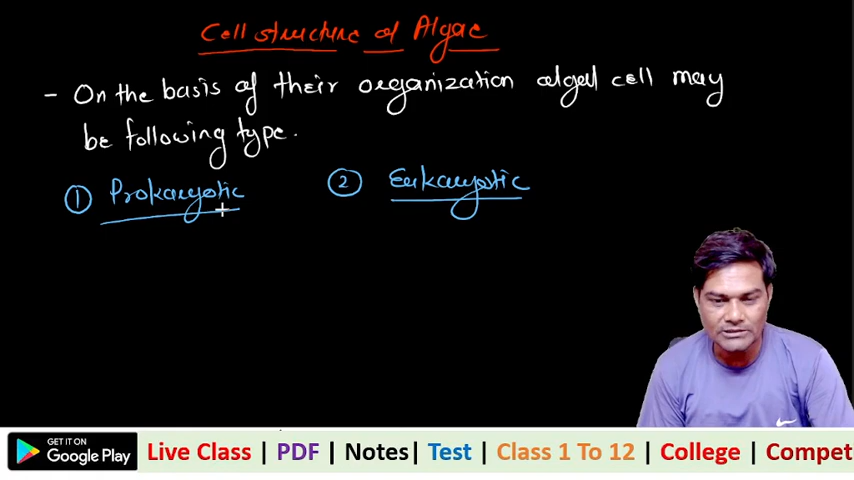 Cell structure of Algae
- On the basis of their organization algal cell may
be following type.
① Prokaryotic ② Eukaryotic
GET IT ON
Google Play
Live Class | PDF | Notes| Test | Class 1 To 12 | College | Compet